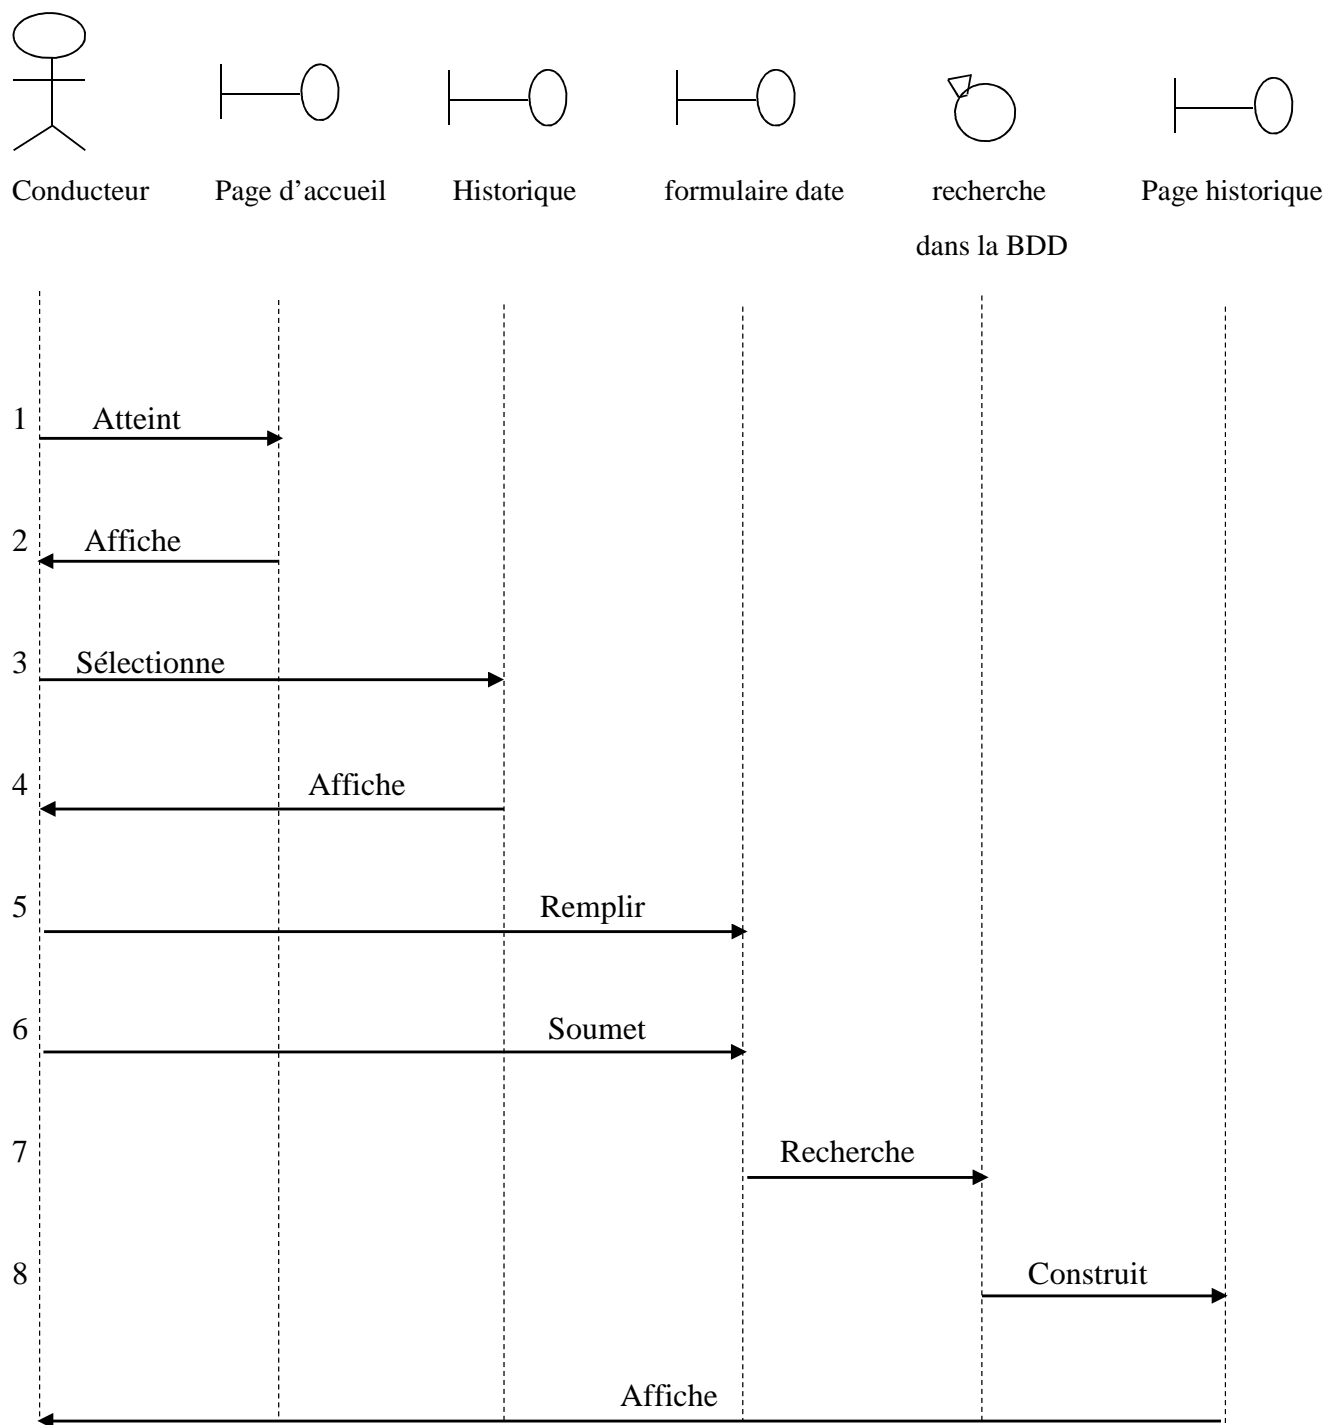 Conducteur Page d’accueil Historique formulaire date recherche Page historique
dans la BDD
1 Atteint
2 Affiche
3 Sélectionne
4 Affiche
5 Remplir
6 Soumet
7 Recherche
8 Construit
Affiche